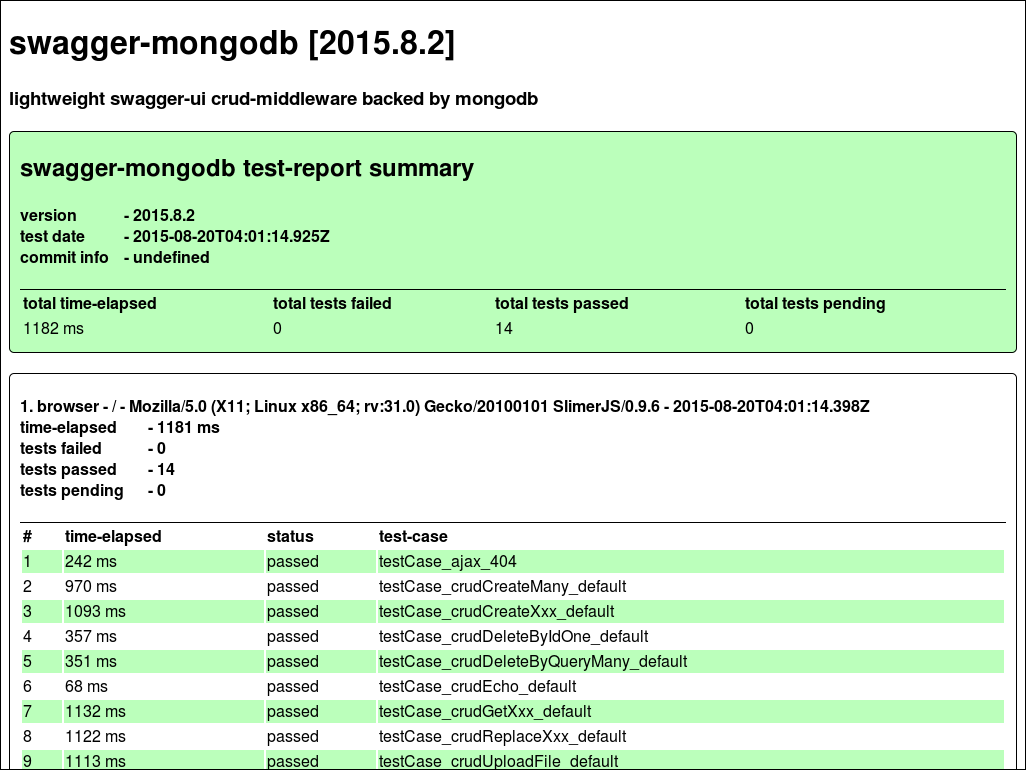 swagger-mongodb [2015.8.2]
lightweight swagger-ui crud-middleware backed by mongodb
swagger-mongodb test-report summary
version - 2015.8.2
test date - 2015-08-20T04:01:14.925Z
commit info - undefined
total time-elapsed total tests failed total tests passed total tests pending
1182 ms 0 14 0
1. browser - / - Mozilla/5.0 (X11; Linux x86_64; rv:31.0) Gecko/20100101 SlimerJS/0.9.6 - 2015-08-20T04:01:14.398Z
time-elapsed - 1181 ms
tests failed - 0
tests passed - 14
tests pending - 0
# time-elapsed status test-case
1 242 ms passed testCase_ajax_404
2 970 ms passed testCase_crudCreateMany_default
3 1093 ms passed testCase_crudCreateXxx_default
4 357 ms passed testCase_crudDeleteByIdOne_default
5 351 ms passed testCase_crudDeleteByQueryMany_default
6 68 ms passed testCase_crudEcho_default
7 1132 ms passed testCase_crudGetXxx_default
8 1122 ms passed testCase_crudReplaceXxx_default
9 1113 ms passed testCase_crudUploadFile_default